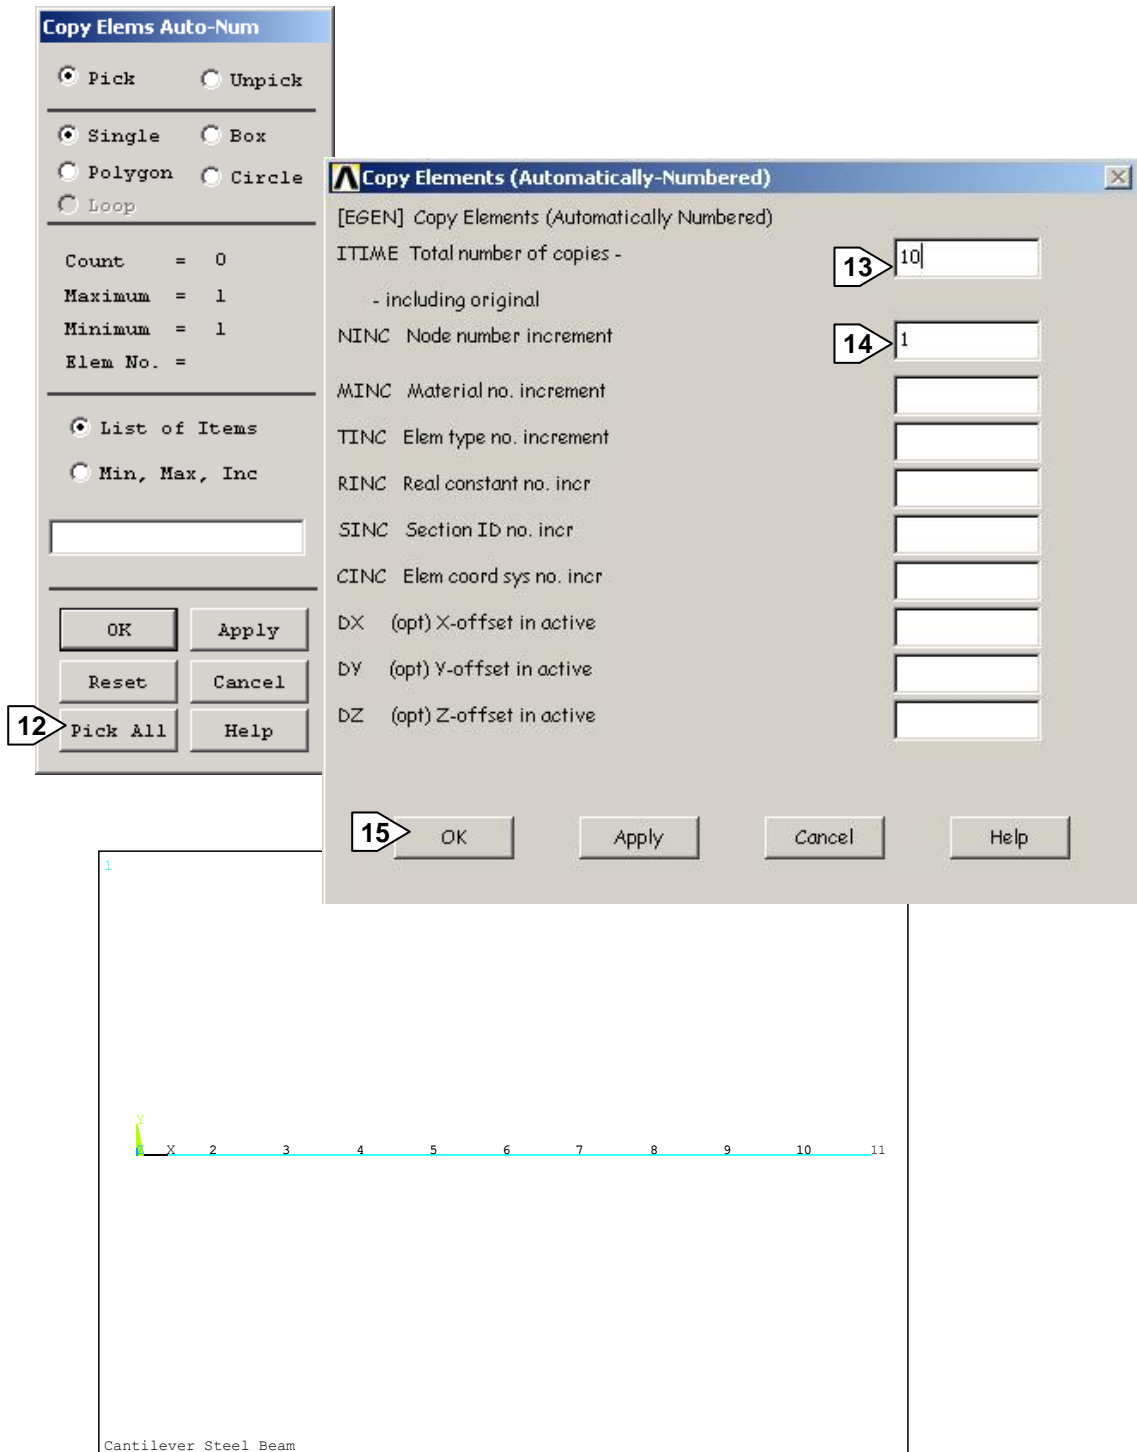 Copy Elems Auto-Num
Pick Unpick
Single Box
Polygon Circle
Loop
Count = 0
Maximum = 1
Minimum = 1
Elem No. =
List of Items
Min, Max, Inc
OK Apply
Reset Cancel
12 Pick All Help
Copy Elements (Automatically-Numbered)
[EGEN] Copy Elements (Automatically Numbered)
ITIME Total number of copies - 13 10
- including original
NINC Node number increment 14 1
MINC Material no. increment
TINC Elem type no. increment
RINC Real constant no. incr
SINC Section ID no. incr
CINC Elem coord sys no. incr
DX (opt) X-offset in active
DY (opt) Y-offset in active
DZ (opt) Z-offset in active
15 OK Apply Cancel Help
1
Y
Z X 2 3 4 5 6 7 8 9 10 11
Cantilever Steel Beam